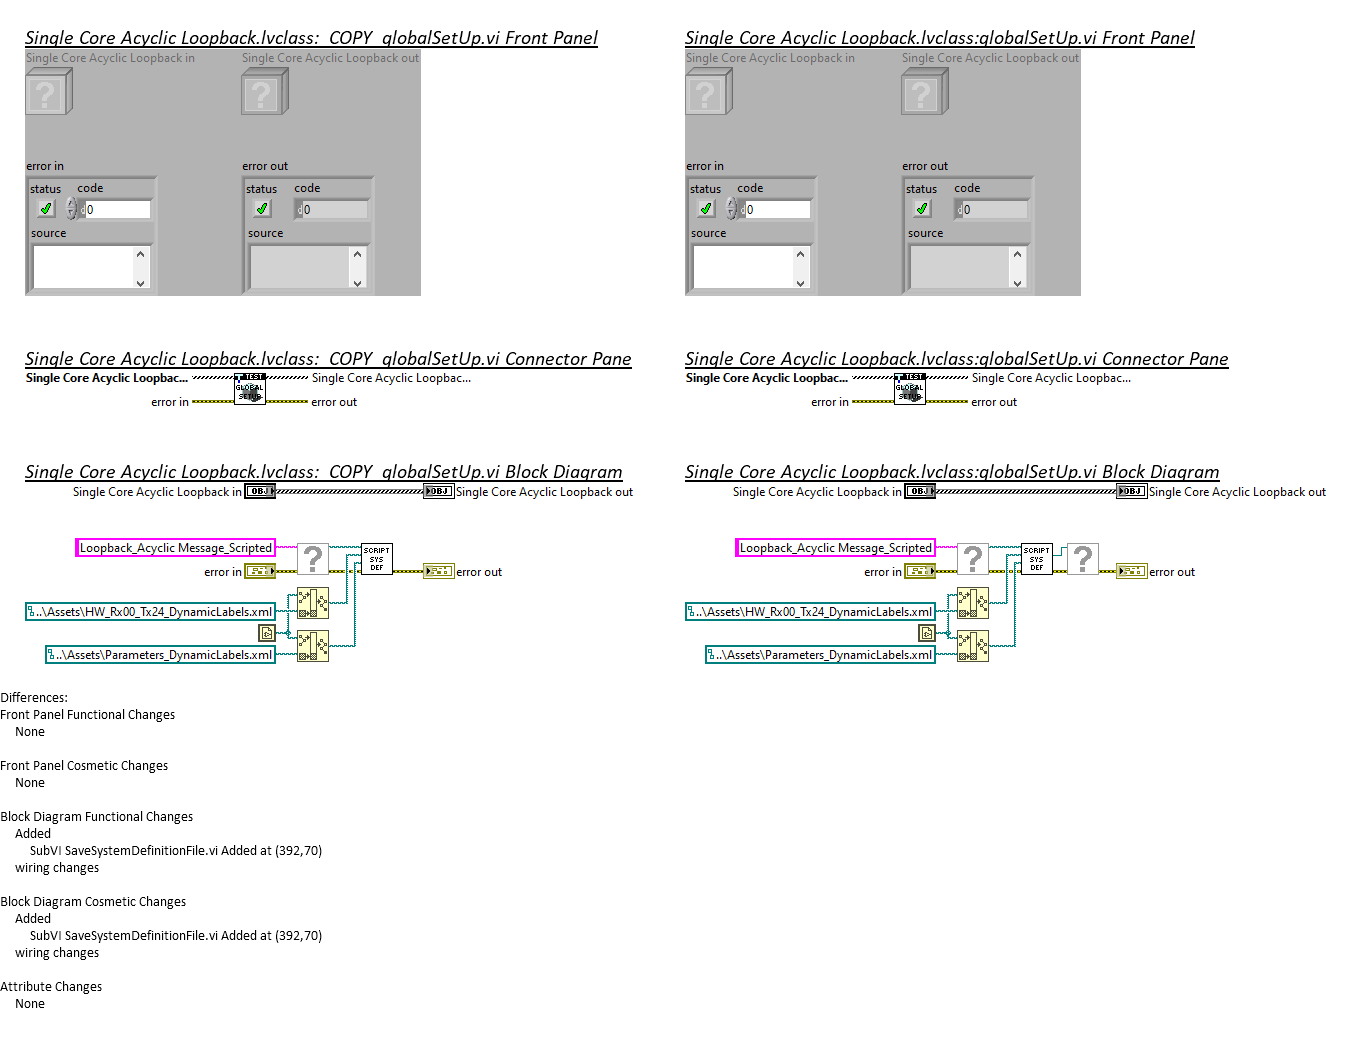 Single Core Acyclic Loopback.lvclass:_COPY_globalSetUp.vi Front Panel
Single Core Acyclic Loopback in
Single Core Acyclic Loopback out
?
?
error in
error out
status code
status code
0
0
source
source
Single Core Acyclic Loopback.lvclass:globalSetUp.vi Front Panel
Single Core Acyclic Loopback in
Single Core Acyclic Loopback out
?
?
error in
error out
status code
status code
d 0
d 0
source
source
Single Core Acyclic Loopback.lvclass:_COPY_globalSetUp.vi Connector Pane
Single Core Acyclic Loopbac...
TEST
GLOBAL
SETUP
Single Core Acyclic Loopbac...
error in
error out
Single Core Acyclic Loopback.lvclass:globalSetUp.vi Connector Pane
Single Core Acyclic Loopbac...
TEST
GLOBAL
SETUP
Single Core Acyclic Loopbac...
error in
error out
Single Core Acyclic Loopback.lvclass:_COPY_globalSetUp.vi Block Diagram
Single Core Acyclic Loopback in
OBJ
OBJ
Single Core Acyclic Loopback out
Loopback_Acyclic Message_Scripted
?
SCRIPT
SYS
DEF
error in
error out
..\Assets\HW_Rx00_Tx24_DynamicLabels.xml
..\Assets\Parameters_DynamicLabels.xml
Single Core Acyclic Loopback.lvclass:globalSetUp.vi Block Diagram
Single Core Acyclic Loopback in
OBJ
OBJ
Single Core Acyclic Loopback out
Loopback_Acyclic Message_Scripted
?
SCRIPT
SYS
DEF
?
error in
error out
..\Assets\HW_Rx00_Tx24_DynamicLabels.xml
..\Assets\Parameters_DynamicLabels.xml
Differences:
Front Panel Functional Changes
None
Front Panel Cosmetic Changes
None
Block Diagram Functional Changes
Added
SubVI SaveSystemDefinitionFile.vi Added at (392,70)
wiring changes
Block Diagram Cosmetic Changes
Added
SubVI SaveSystemDefinitionFile.vi Added at (392,70)
wiring changes
Attribute Changes
None